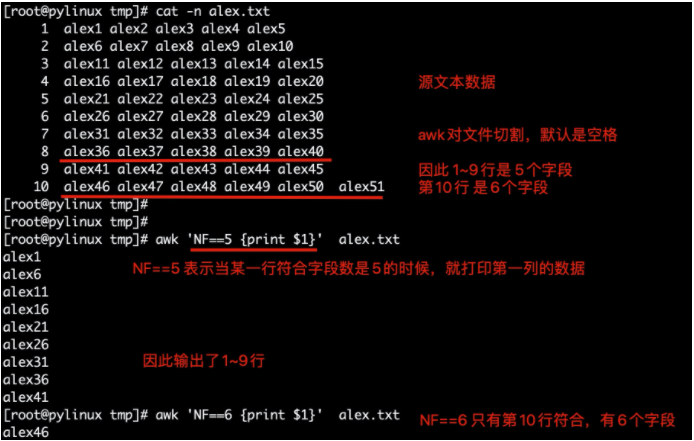 [root@pylinux tmp]# cat -n alex.txt
1 alex1 alex2 alex3 alex4 alex5
2 alex6 alex7 alex8 alex9 alex10
3 alex11 alex12 alex13 alex14 alex15
4 alex16 alex17 alex18 alex19 alex20 源文本数据
5 alex21 alex22 alex23 alex24 alex25
6 alex26 alex27 alex28 alex29 alex30
7 alex31 alex32 alex33 alex34 alex35 awk对文件切割，默认是空格
8 alex36 alex37 alex38 alex39 alex40
9 alex41 alex42 alex43 alex44 alex45 因此 1~9行是 5个字段
10 alex46 alex47 alex48 alex49 alex50 alex51 第10行 是6个字段
[root@pylinux tmp]#
[root@pylinux tmp]#
[root@pylinux tmp]# awk 'NF==5 {print $1}' alex.txt
alex1
alex6 NF==5 表示当某一行符合字段数是5的时候，就打印第一列的数据
alex11
alex16
alex21
alex26
alex31 因此输出了1~9行
alex36
alex41
[root@pylinux tmp]# awk 'NF==6 {print $1}' alex.txt NF==6 只有第10行符合，有6个字段
alex46